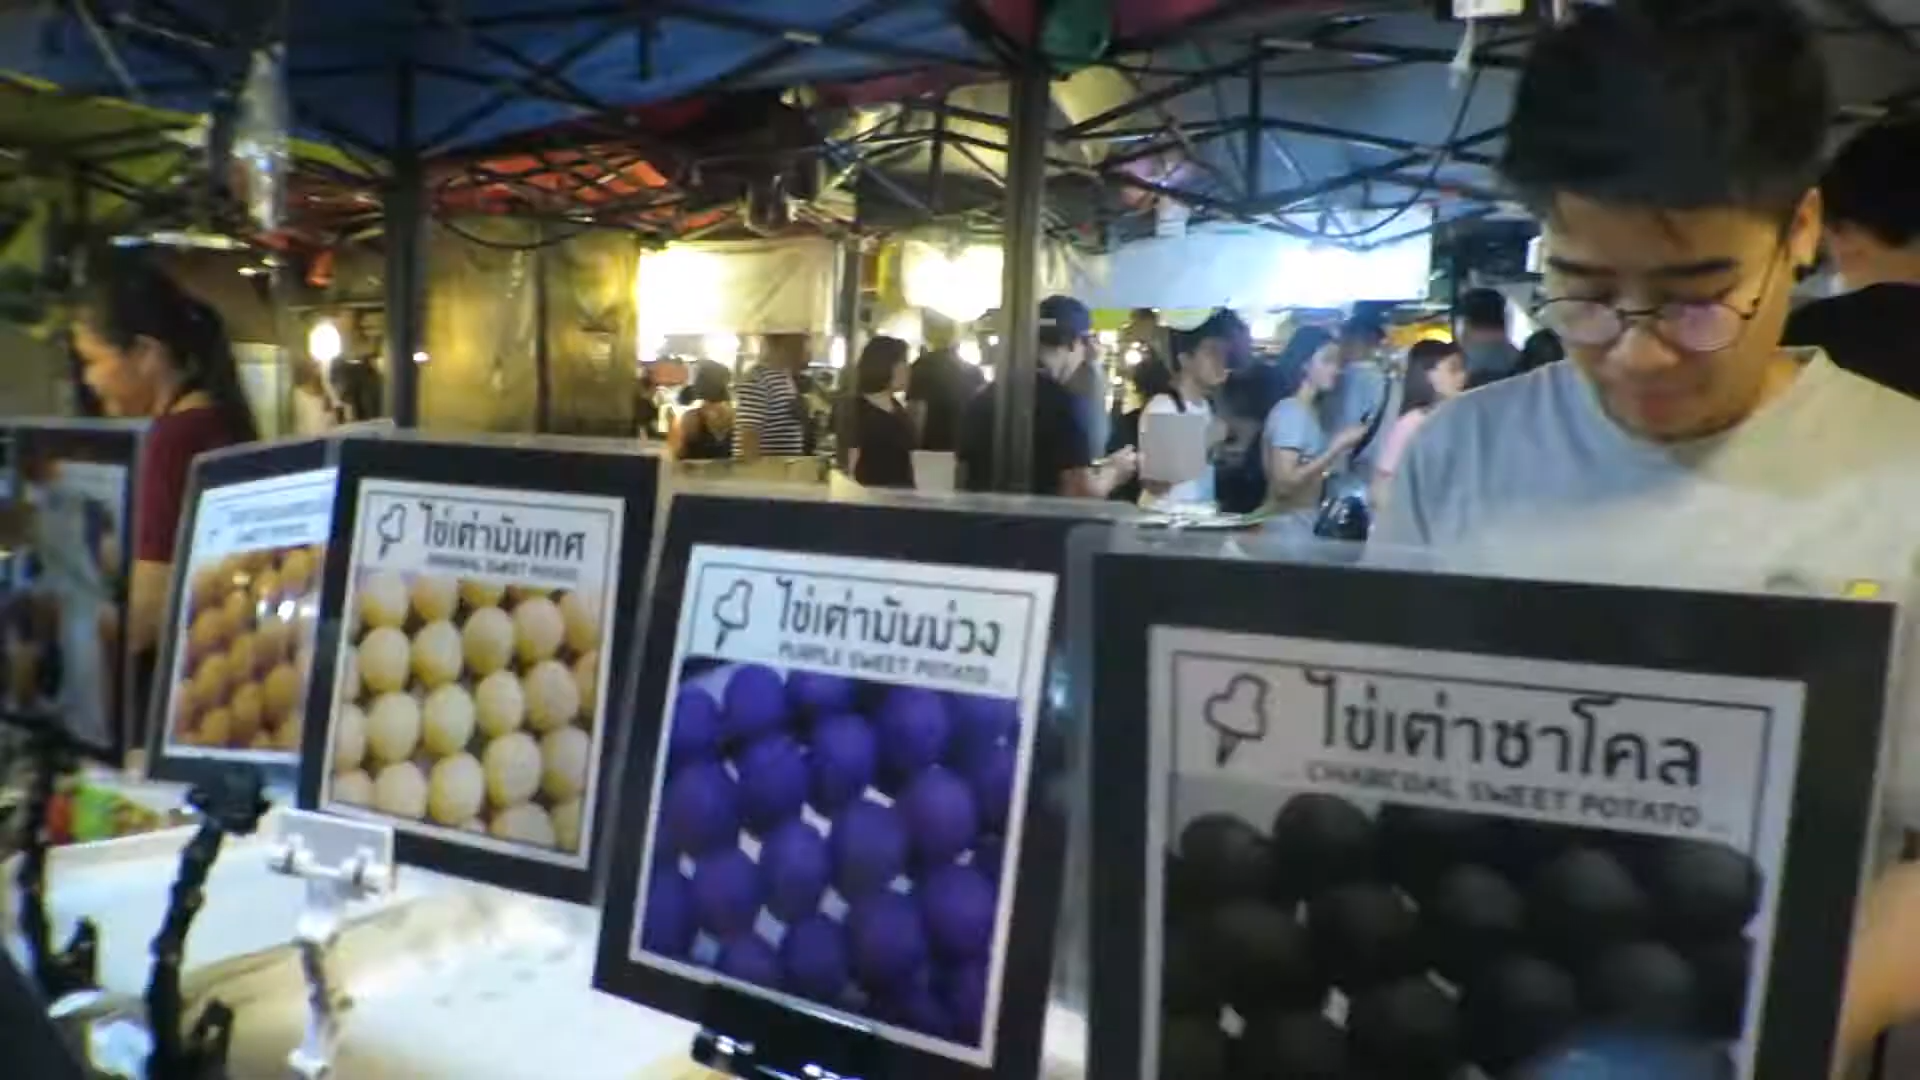 ไข่เต่ามันเทศ
ORIGINAL SWEET POTATO
ไข่เต่ามันม่วง
PURPLE SWEET POTATO
ไข่เต่าชาโคล
CHARCOAL SWEET POTATO